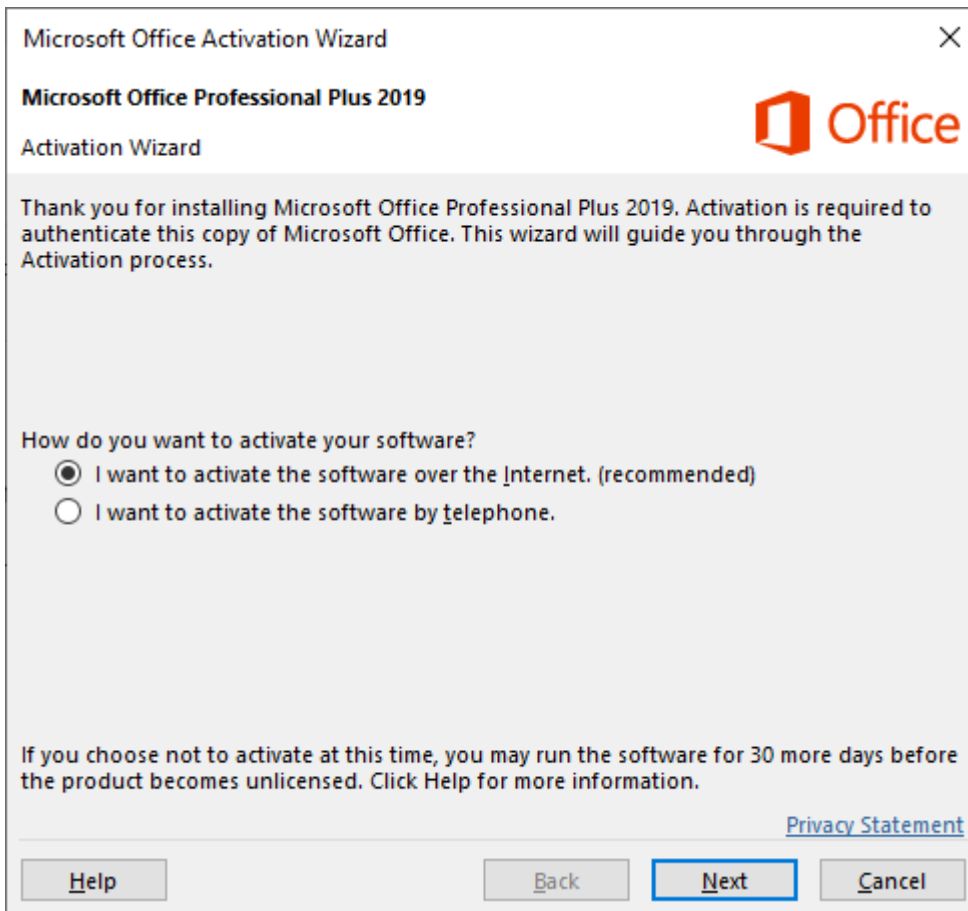 Microsoft Office Activation Wizard
Microsoft Office Professional Plus 2019
Office
Activation Wizard
Thank you for installing Microsoft Office Professional Plus 2019. Activation is required to
authenticate this copy of Microsoft Office. This wizard will guide you through the
Activation process.
How do you want to activate your software?
I want to activate the software over the Internet. (recommended)
I want to activate the software by telephone.
If you choose not to activate at this time, you may run the software for 30 more days before
the product becomes unlicensed. Click Help for more information.
Privacy Statement
Help Back Next Cancel